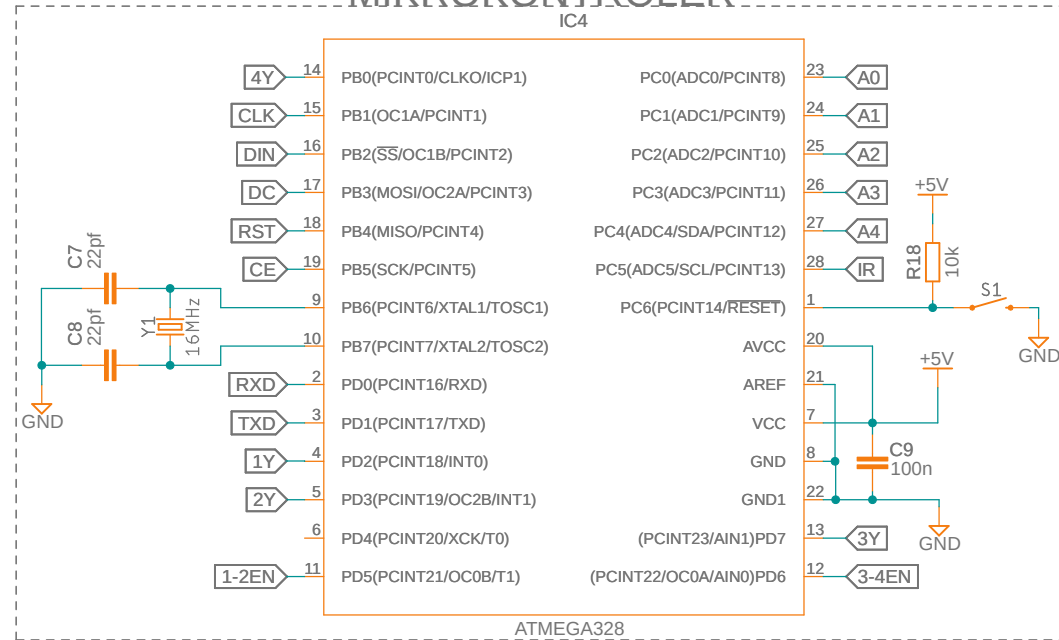 MIKROKONTROLER
IC4
4Y 14 PB0(PCINT0/CLKO/ICP1) PC0(ADC0/PCINT8) 23 A0
CLK 15 PB1(OC1A/PCINT1) PC1(ADC1/PCINT9) 24 A1
DIN 16 PB2(SS/OC1B/PCINT2) PC2(ADC2/PCINT10) 25 A2
DC 17 PB3(MOSI/OC2A/PCINT3) PC3(ADC3/PCINT11) 26 A3
+5V
RST 18 PB4(MISO/PCINT4) PC4(ADC4/SDA/PCINT12) 27 A4
C7 22pf
CE 19 PB5(SCK/PCINT5) PC5(ADC5/SCL/PCINT13) 28 IR
R18 10k
S1
9 PB6(PCINT6/XTAL1/TOSC1) PC6(PCINT14/RESET) 1
C8 22pf
Y1 16MHz
10 PB7(PCINT7/XTAL2/TOSC2) AVCC 20
GND
+5V
RXD 2 PD0(PCINT16/RXD) AREF 21
GND
TXD 3 PD1(PCINT17/TXD) VCC 7
C9
100n
1Y 4 PD2(PCINT18/INT0) GND 8
2Y 5 PD3(PCINT19/OC2B/INT1) GND1 22
6 PD4(PCINT20/XCK/T0) (PCINT23/AIN1)PD7 13 3Y
GND
1-2EN 11 PD5(PCINT21/OC0B/T1) (PCINT22/OC0A/AIN0)PD6 12 3-4EN
ATMEGA328